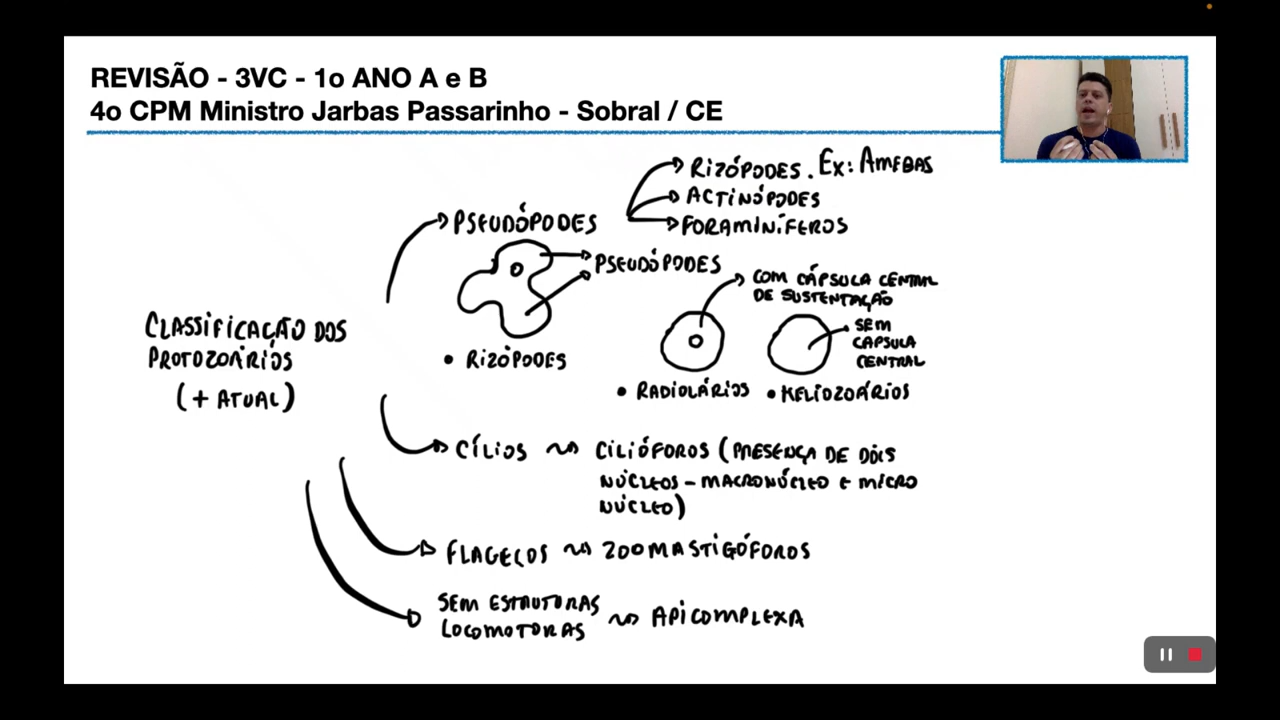 REVISÃO - 3VC - 1o ANO A e B
4o CPM Ministro Jarbas Passarinho - Sobral / CE
RIZÓPODES. EX: AMEBAS
ACTINÓPODES
FORAMINÍFEROS
PSEUDÓPODES
PSEUDÓPODES
COM CÁPSULA CENTRAL
DE SUSTENTAÇÃO
SEM
CAPSULA
CENTRAL
• RIZÓPODES
• RADIOLÁRIOS • HELIOZOÁRIOS
CLASSIFICAÇÃO DOS
PROTOZOÁRIOS
(+ ATUAL)
CÍLIOS CILIÓFOROS (PRESENÇA DE DOIS
NÚCLEOS - MACRONÚCLEO E MICRO
NÚCLEO)
FLAGELOS ZOOMASTIGÓFOROS
SEM ESTRUTURAS
LOCOMOTORAS APICOMPLEXA